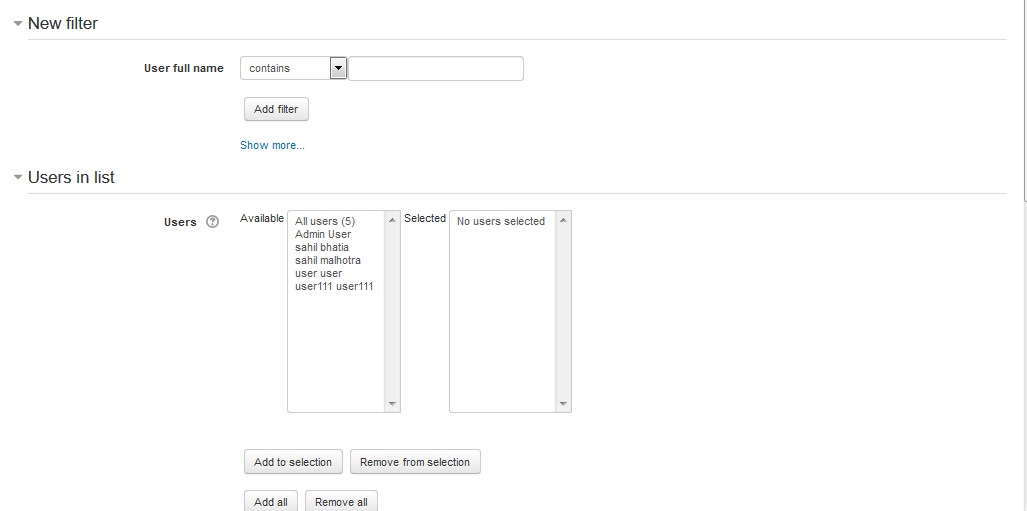 New filter
User full name contains
Add filter
Show more...
Users in list
Users ? Available Selected
All users (5)
Admin User
sahil bhatia
sahil malhotra
user user
user111 user111
No users selected
Add to selection Remove from selection
Add all Remove all